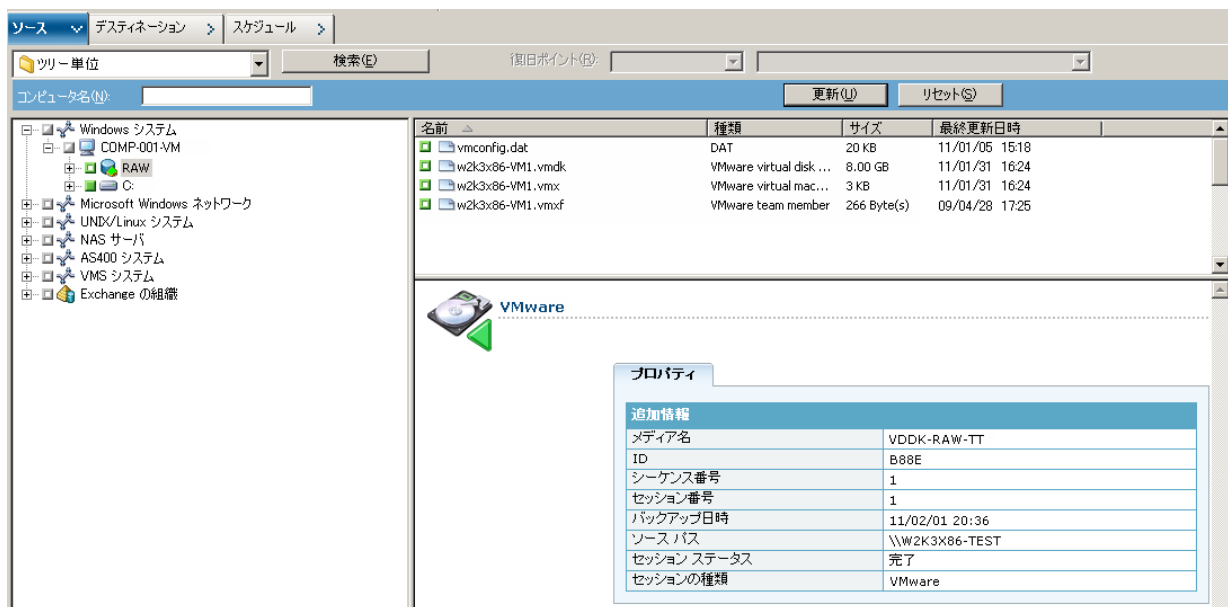 ソース デスティネーション スケジュール
ツリー単位 検索(E) 復旧ポイント(R):
コンピュータ名(N): 更新(U) リセット(S)
Windows システム
COMP-001-VM
RAW
C:
Microsoft Windows ネットワーク
UNIX/Linux システム
NAS サーバ
AS400 システム
VMS システム
Exchange の組織
名前 種類 サイズ 最終更新日時
vmconfig.dat DAT 20 KB 11/01/05 15:18
w2k3x86-VM1.vmdk VMware virtual disk ... 8.00 GB 11/01/31 16:24
w2k3x86-VM1.vmx VMware virtual mac... 3 KB 11/01/31 16:24
w2k3x86-VM1.vmxf VMware team member 266 Byte(s) 09/04/28 17:25
VMware
プロパティ
追加情報
メディア名 VDDK-RAW-TT
ID B88E
シーケンス番号 1
セッション番号 1
バックアップ日時 11/02/01 20:36
ソース パス \\W2K3X86-TEST
セッション ステータス 完了
セッションの種類 VMware